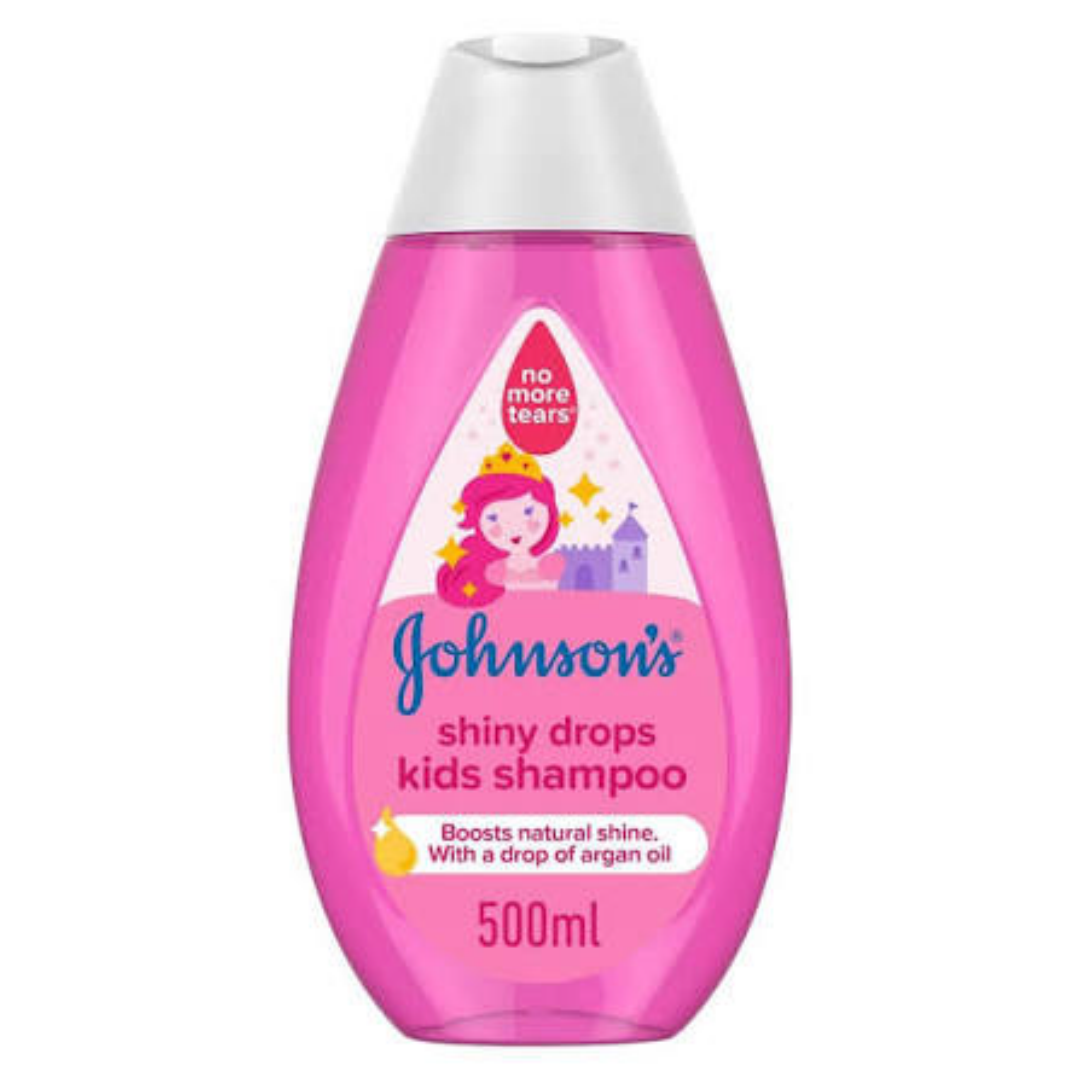 no
more
tears®
Johnson's®
shiny drops
kids shampoo
Boosts natural shine.
With a drop of argan oil
500ml